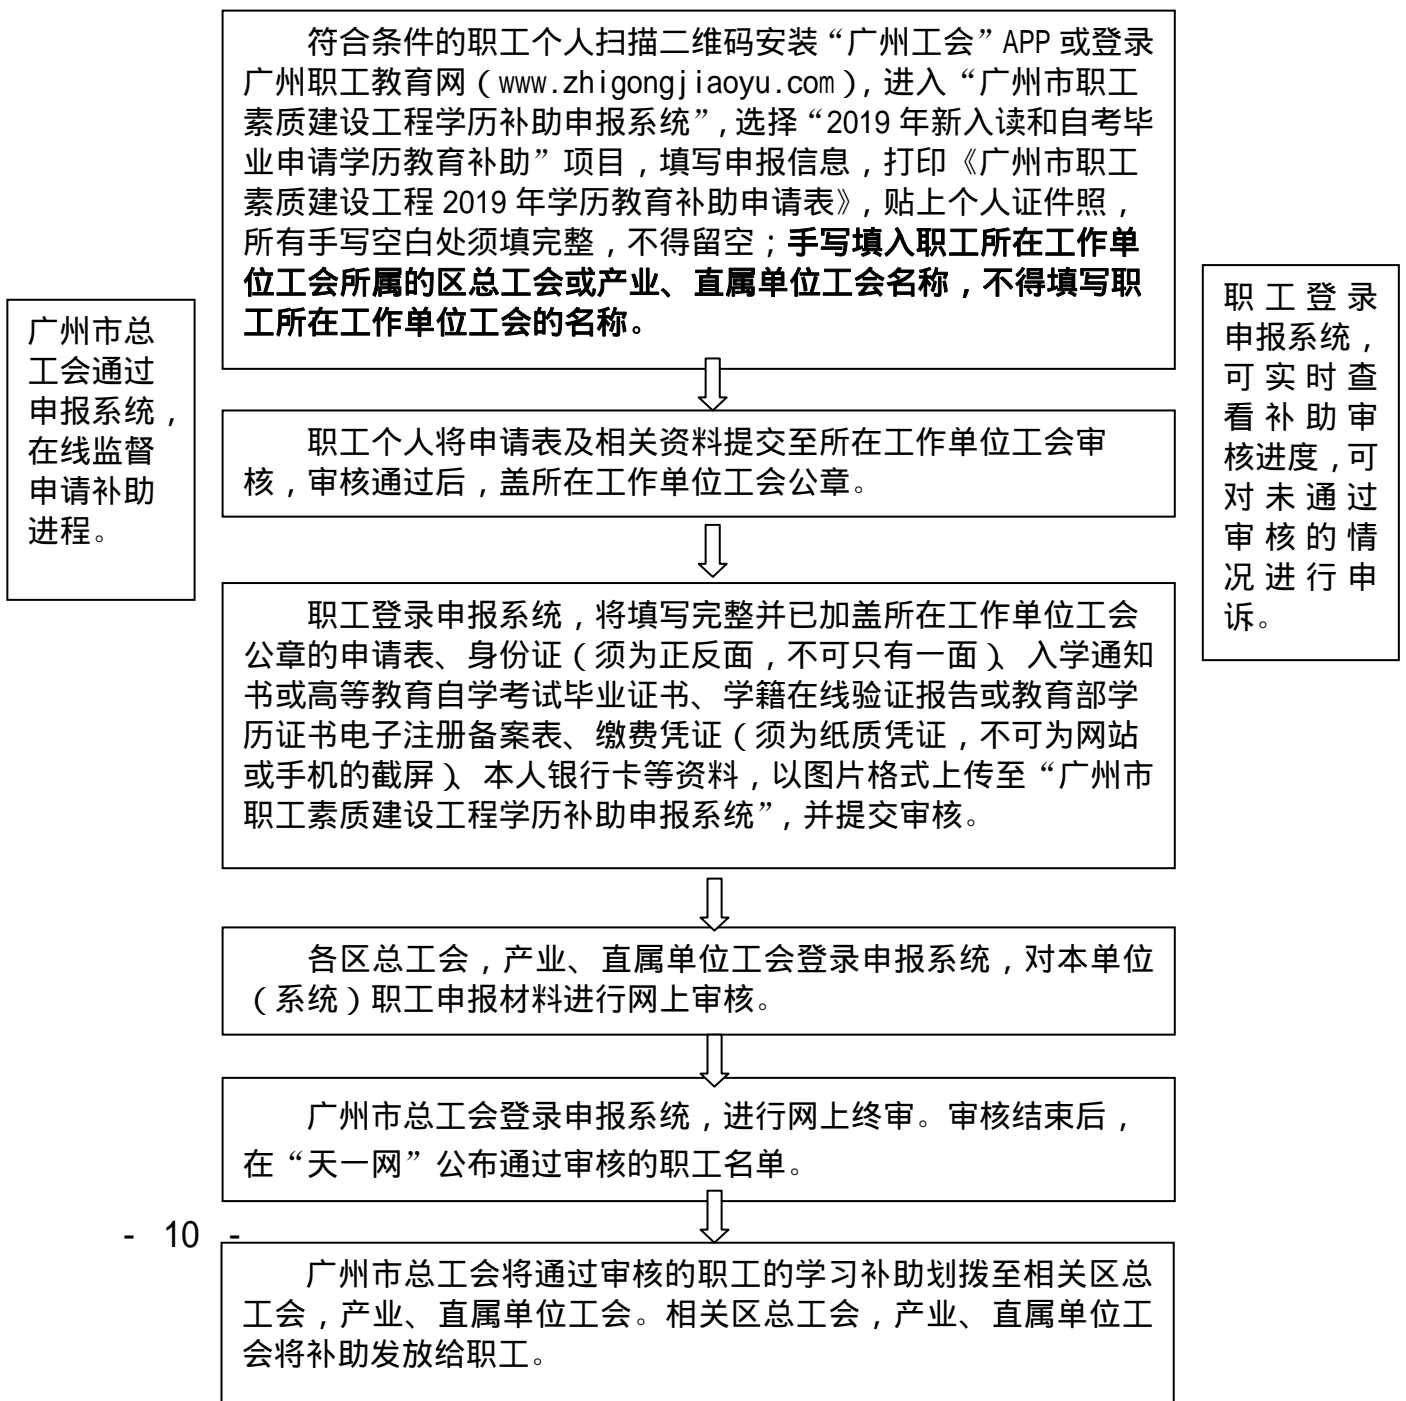 符合条件的职工个人扫描二维码安装“广州工会”APP 或登录
广州职工教育网（www.zhigongjiaoyu.com），进入“广州市职工
素质建设工程学历补助申报系统”，选择“2019 年新入读和自考毕
业申请学历教育补助”项目，填写申报信息，打印《广州市职工
素质建设工程 2019 年学历教育补助申请表》，贴上个人证件照，
所有手写空白处须填完整，不得留空；手写填入职工所在工作单
位工会所属的区总工会或产业、直属单位工会名称，不得填写职
工所在工作单位工会的名称。
广州市总
工会通过
申报系统，
在线监督
申请补助
进程。
职工登录
申报系统，
可实时查
看补助审
核进度，可
对未通过
审核的情
况进行申
诉。
职工个人将申请表及相关资料提交至所在工作单位工会审
核，审核通过后，盖所在工作单位工会公章。
职工登录申报系统，将填写完整并已加盖所在工作单位工会
公章的申请表、身份证（须为正反面，不可只有一面）、入学通知
书或高等教育自学考试毕业证书、学籍在线验证报告或教育部学
历证书电子注册备案表、缴费凭证（须为纸质凭证，不可为网站
或手机的截屏）、本人银行卡等资料，以图片格式上传至“广州市
职工素质建设工程学历补助申报系统”，并提交审核。
各区总工会，产业、直属单位工会登录申报系统，对本单位
（系统）职工申报材料进行网上审核。
广州市总工会登录申报系统，进行网上终审。审核结束后，
在“天一网”公布通过审核的职工名单。
- 10 -
广州市总工会将通过审核的职工的学习补助划拨至相关区总
工会，产业、直属单位工会。相关区总工会，产业、直属单位工
会将补助发放给职工。